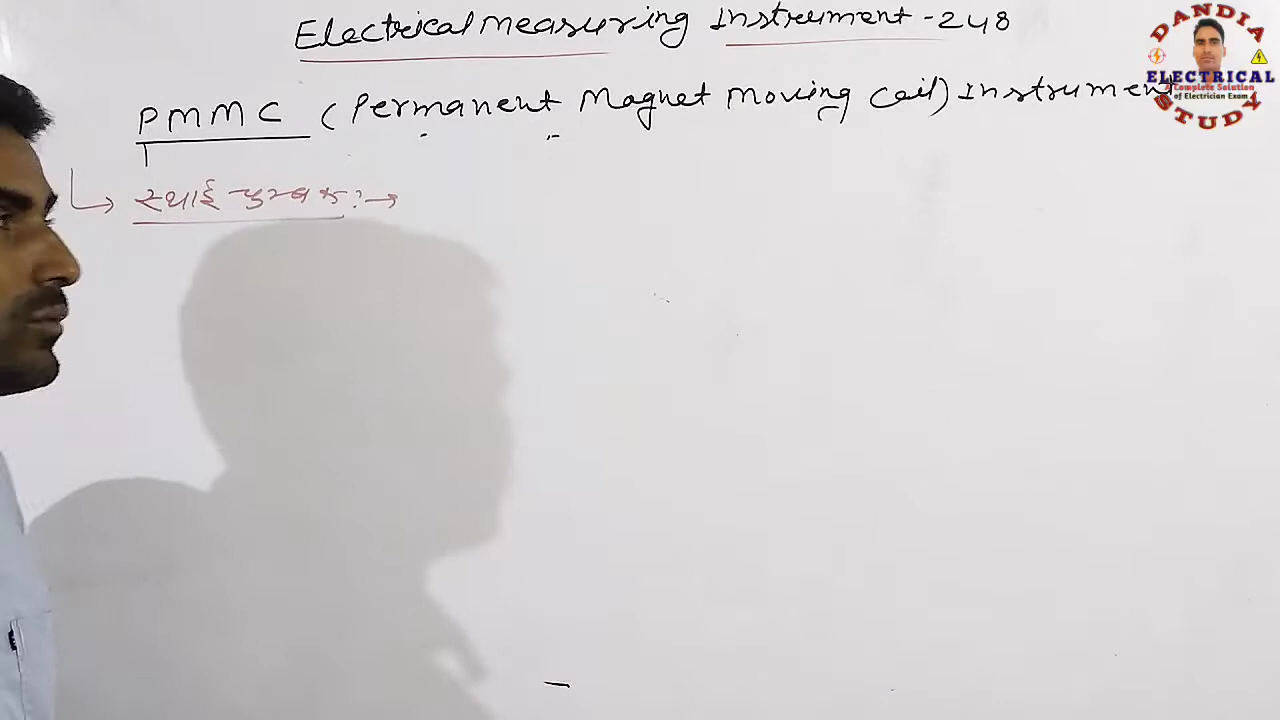 Electrical measuring Instrument - 248
PMMC (Permanent Magnet Moving Coil) Instrument
स्थाई चुम्बक :→
DANDIA
ELECTRICAL
A Complete Solution
of Electrician Exam
STUDY